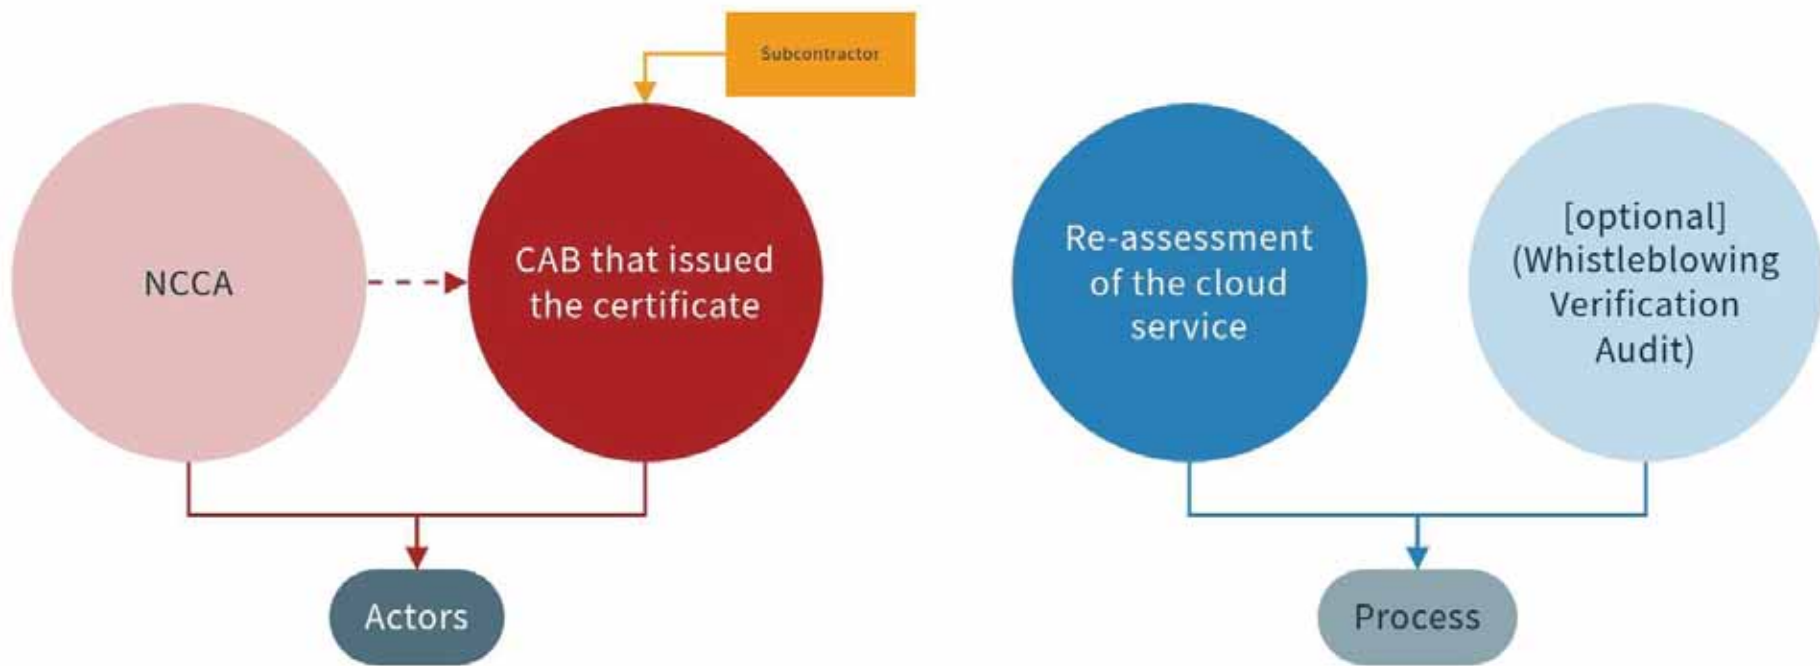 Subcontractor
NCCA
CAB that issued
the certificate
Re-assessment
of the cloud
service
[optional]
(Whistleblowing
Verification
Audit)
Actors
Process